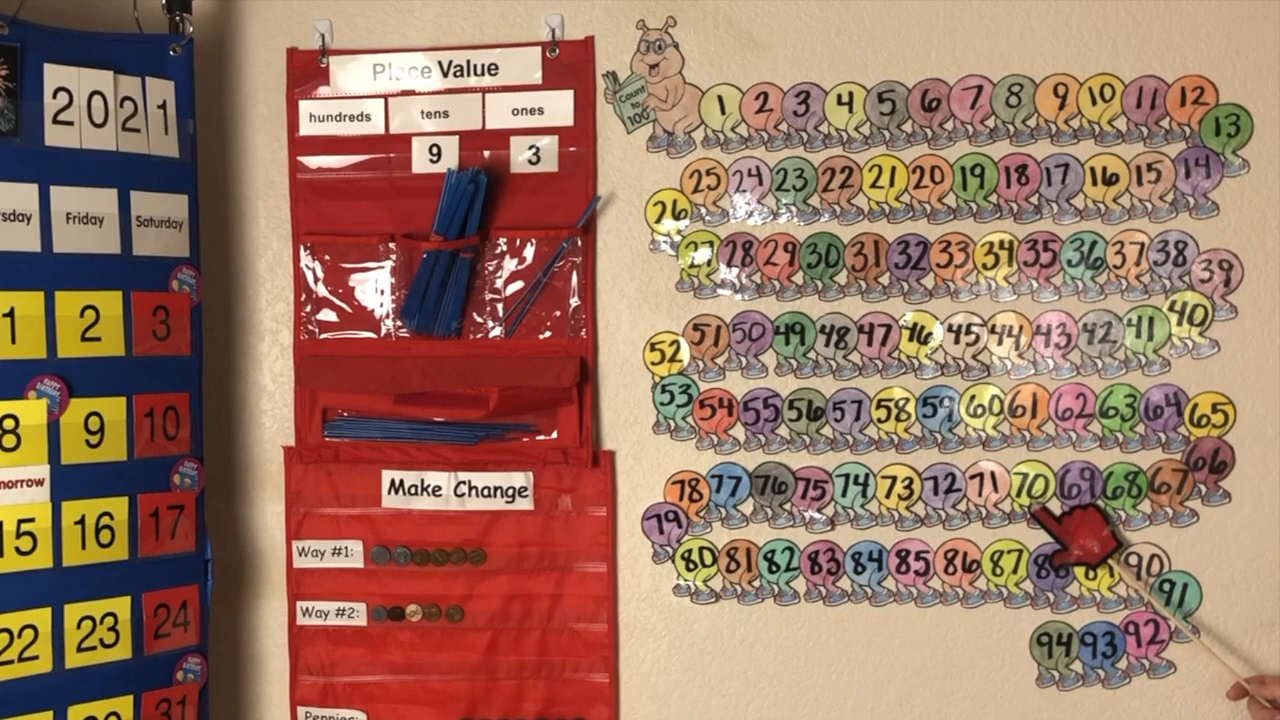 2021
sday Friday Saturday
1 2 3
8 9 10
morrow
15 16 17
22 23 24
31
Place Value
hundreds tens ones
9 3
Make Change
Way #1:
Way #2:
Pennies:
Count
to
100
1 2 3 4 5 6 7 8 9 10 11 12
13
25 24 23 22 21 20 19 18 17 16 15 14
26
27 28 29 30 31 32 33 34 35 36 37 38
39
40
52 51 50 49 48 47 46 45 44 43 42 41
53 54 55 56 57 58 59 60 61 62 63 64 65
66
78 77 76 75 74 73 72 71 70 69 68 67
79
80 81 82 83 84 85 86 87 88 89 90
91
94 93 92